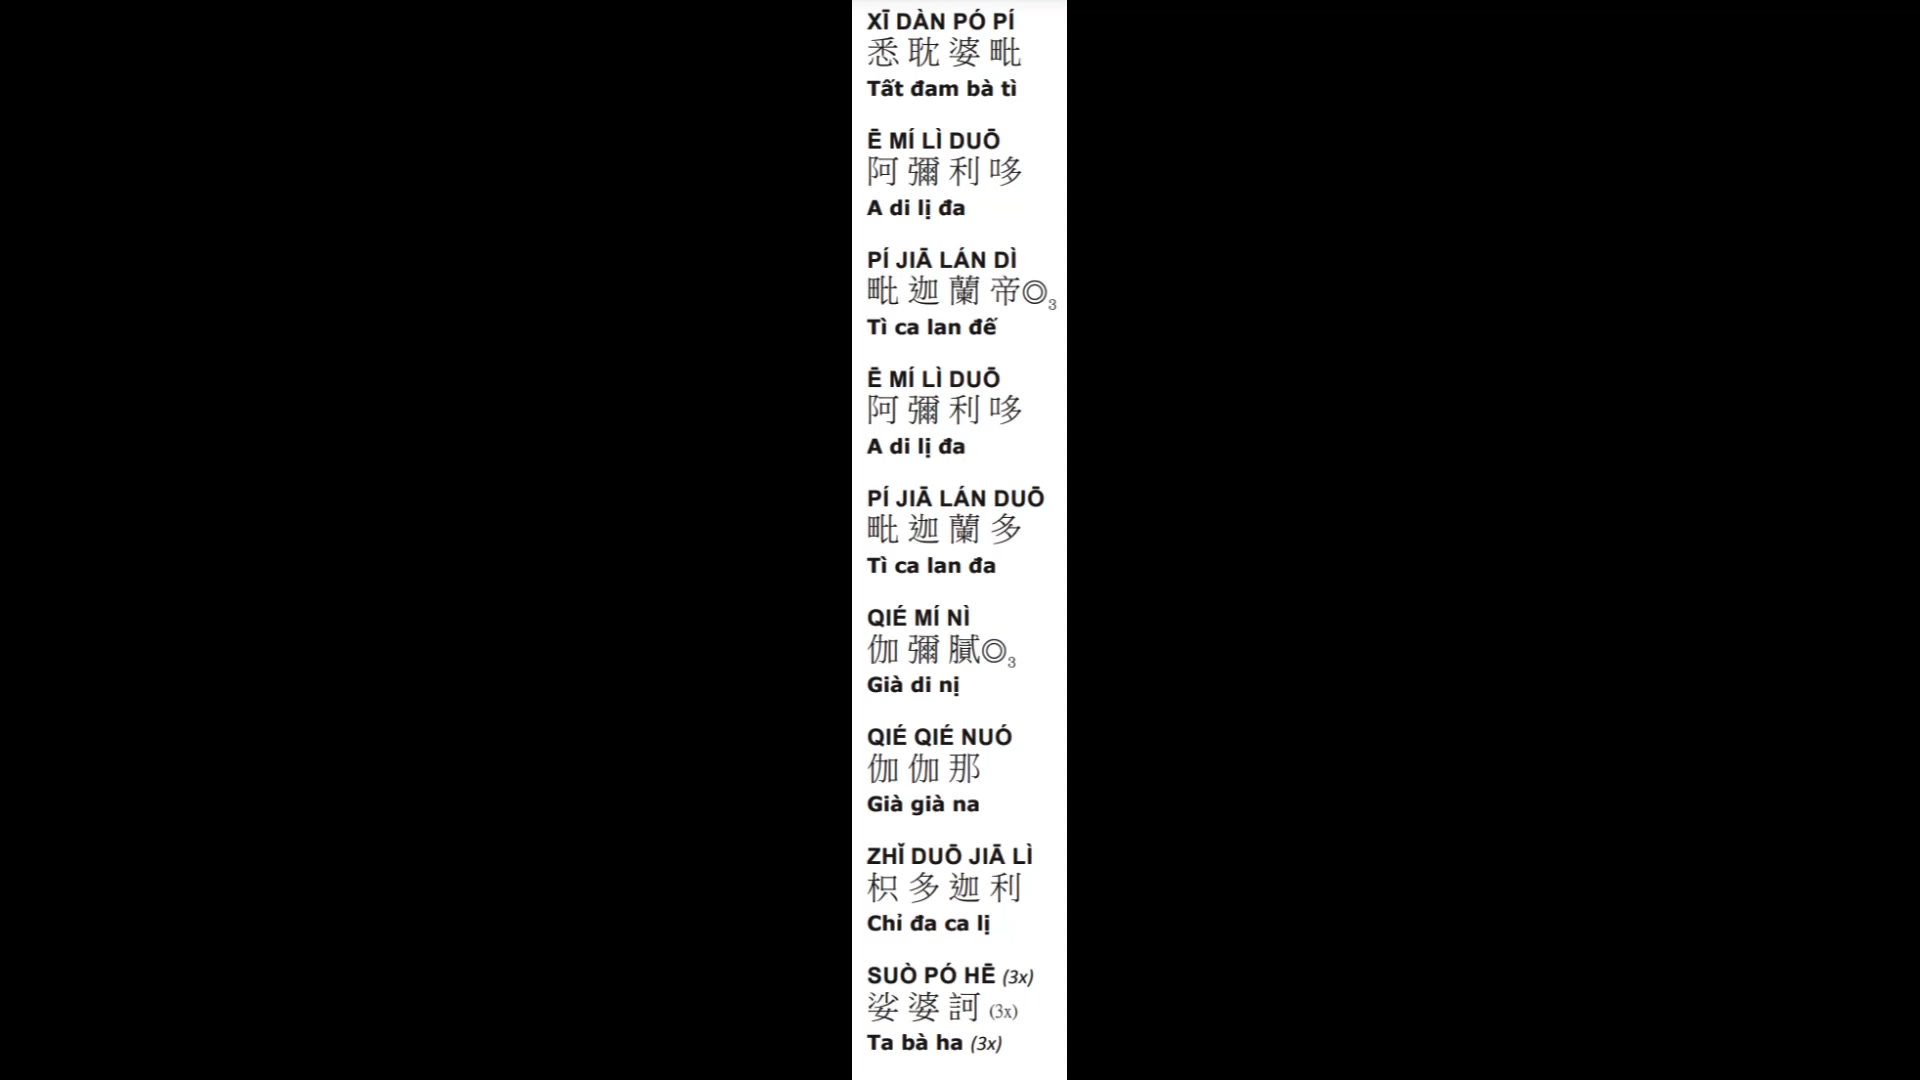 XĪ DÀN PÓ PÍ
悉 耽 婆 毗
Tất đam bà tì
Ē MÍ LÌ DUŌ
阿 彌 利 哆
A di lị đa
PÍ JIĀ LÁN DÌ
毗 迦 蘭 帝◎3
Tì ca lan đế
Ē MÍ LÌ DUŌ
阿 彌 利 哆
A di lị đa
PÍ JIĀ LÁN DUŌ
毗 迦 蘭 多
Tì ca lan đa
QIÉ MÍ NÌ
伽 彌 膩◎3
Già di nị
QIÉ QIÉ NUÓ
伽 伽 那
Già già na
ZHǏ DUŌ JIĀ LÌ
枳 多 迦 利
Chỉ đa ca lị
SUÒ PÓ HĒ (3x)
娑 婆 訶 (3x)
Ta bà ha (3x)